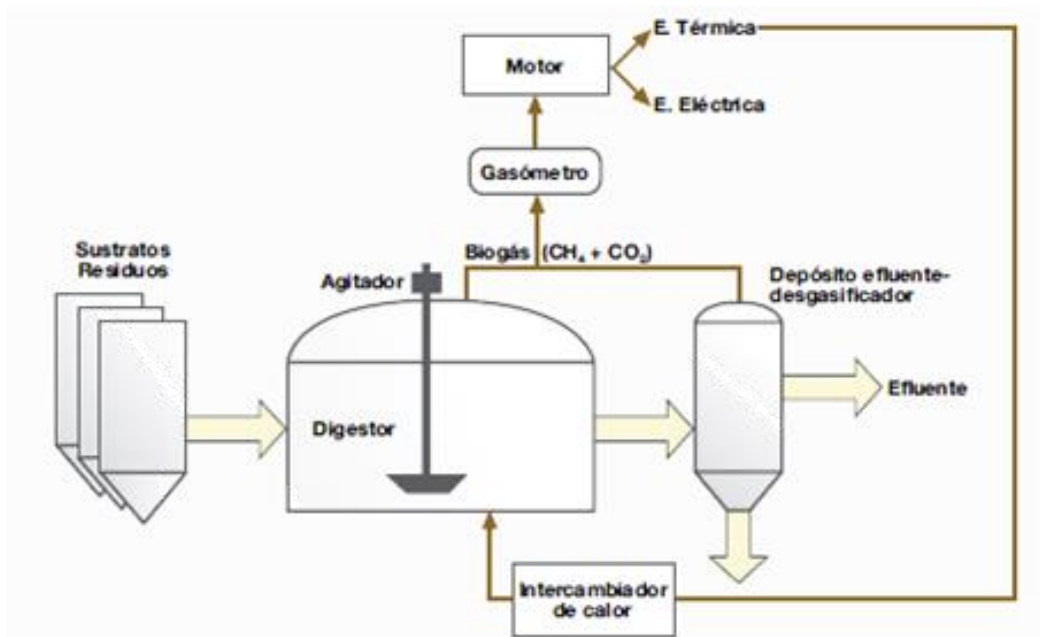 E. Térmica
Motor
E. Eléctrica
Gasómetro
Sustratos
Residuos
Biogás (CH₄ + CO₂)
Agitador
Depósito efluente-
desgasificador
Efluente
Digestor
Intercambiador
de calor